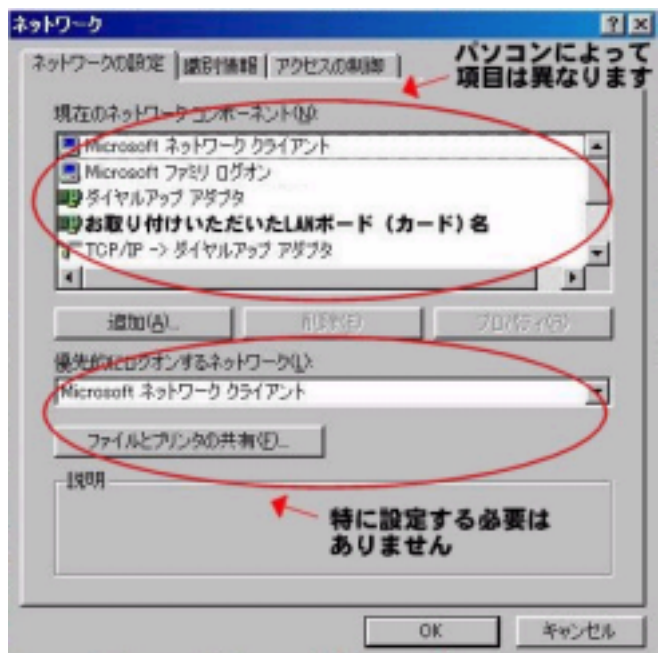 ネットワーク
ネットワークの設定 識別情報 アクセスの制御
パソコンによって
項目は異なります
現在のネットワーク コンポーネント(N):
Microsoft ネットワーク クライアント
Microsoft ファミリ ログオン
ダイヤルアップ アダプタ
お取り付けいただいたLANボード(カード)名
TCP/IP -> ダイヤルアップ アダプタ
追加(A)... 削除(E) プロパティ(R)
優先的にログオンするネットワーク(L):
Microsoft ネットワーク クライアント
ファイルとプリンタの共有(F)...
説明
特に設定する必要は
ありません
OK キャンセル